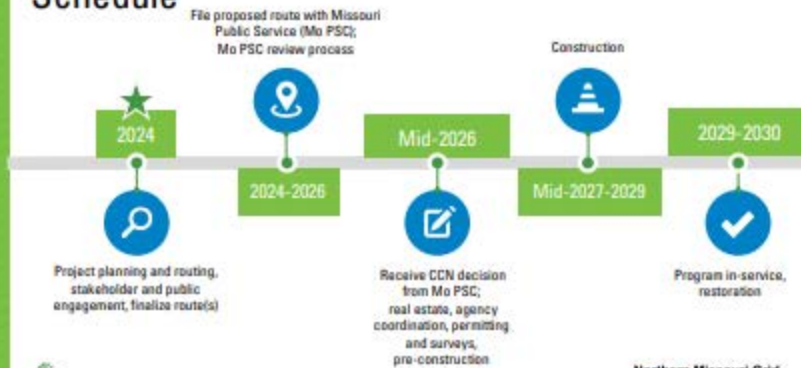 Schedule
File proposed route with Missouri
Public Service (Mo PSC);
Mo PSC review process
Construction
2024
Mid-2026
2029-2030
2024-2026
Mid-2027-2029
Project planning and routing,
stakeholder and public
engagement, finalize route(s)
Receive CCN decision
from Mo PSC;
real estate, agency
coordination, permitting
and surveys,
pre-construction
Program in-service,
restoration
Northern Missouri Grid